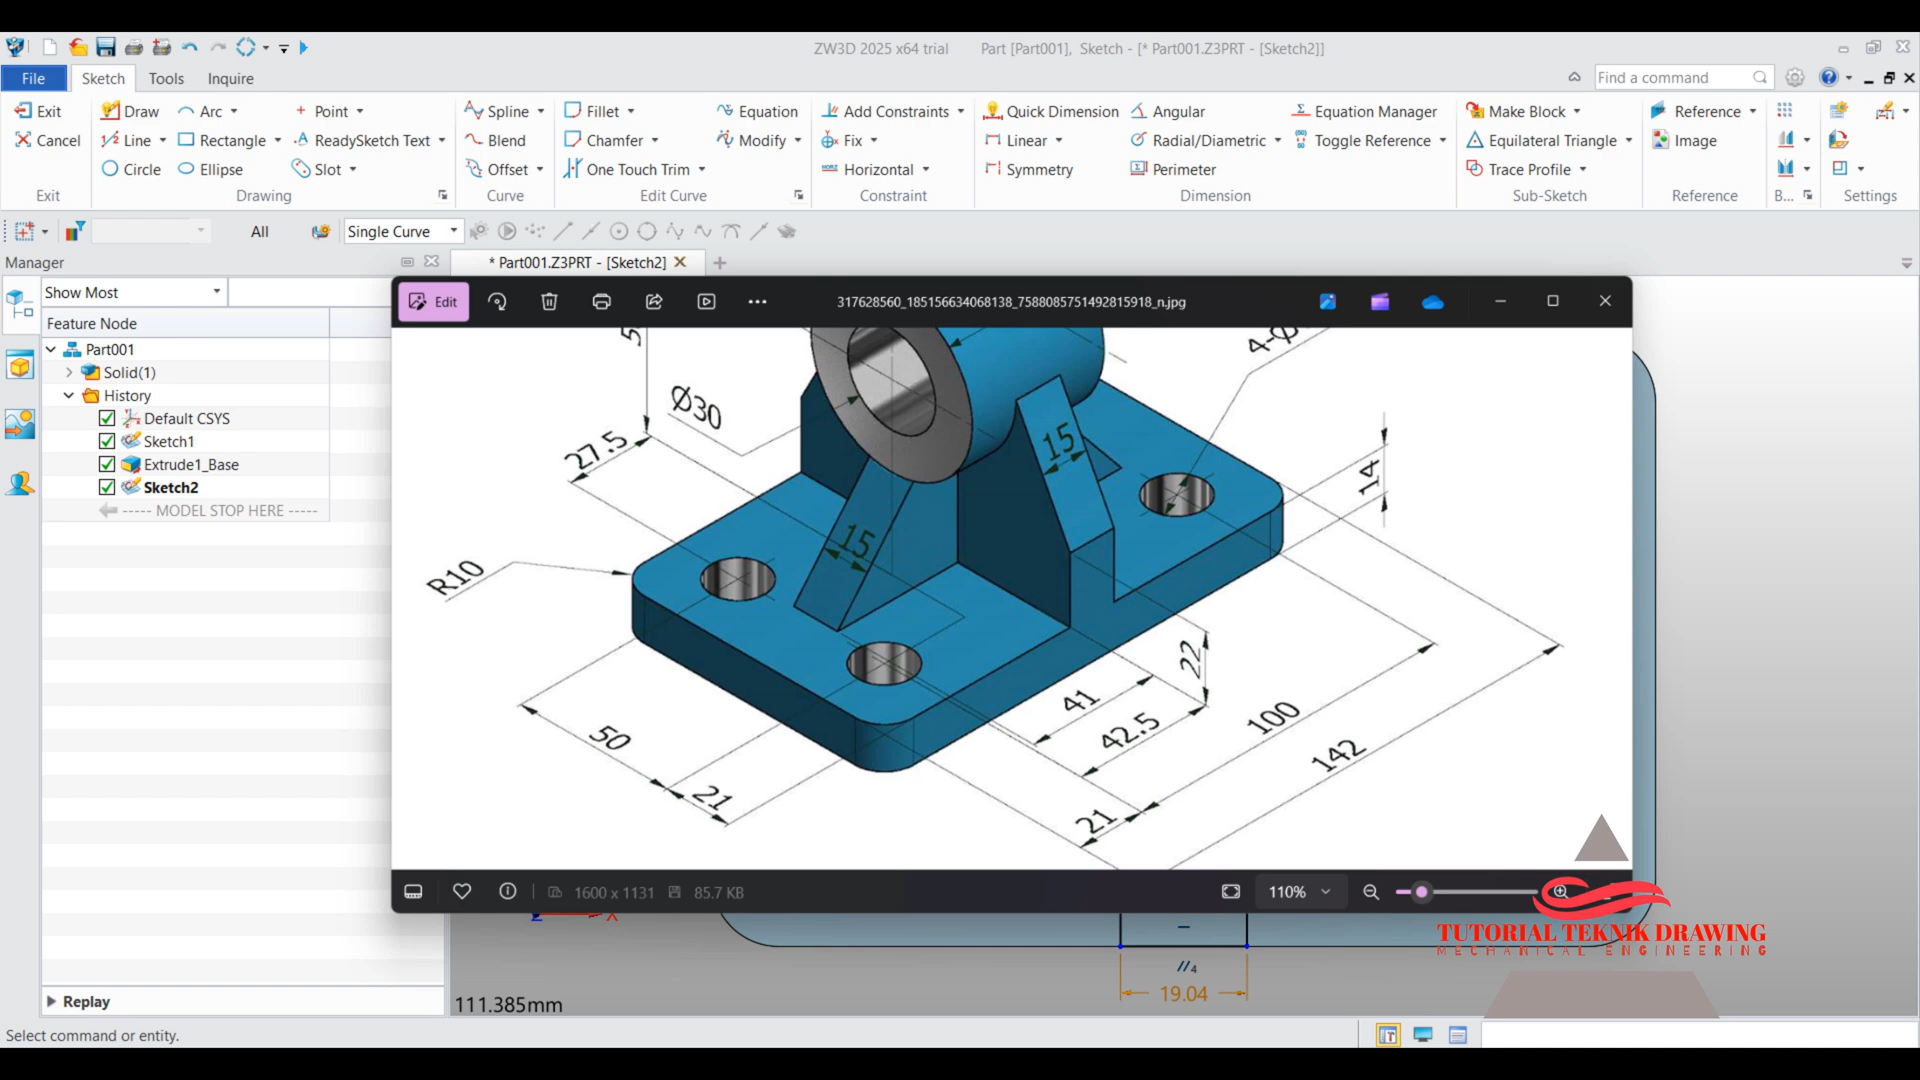 ZW3D 2025 x64 trial Part [Part001], Sketch - [* Part001.Z3PRT - [Sketch2]]
File Sketch Tools Inquire Find a command
Exit Draw Arc Point Spline Fillet Equation Add Constraints Quick Dimension Angular Equation Manager Make Block Reference
Cancel Line Rectangle ReadySketch Text Blend Chamfer Modify Fix Linear Radial/Diametric Toggle Reference Equilateral Triangle Image
Circle Ellipse Slot Offset One Touch Trim Horizontal Symmetry Perimeter Trace Profile
Exit Drawing Curve Edit Curve Constraint Dimension Sub-Sketch Reference B... Settings
All Single Curve
Manager * Part001.Z3PRT - [Sketch2]
Show Most
Edit 317628560_185156634068138_7588085751492815918_n.jpg
Feature Node
Part001
Solid(1)
History
Default CSYS
Sketch1
Extrude1_Base
Sketch2
----- MODEL STOP HERE -----
5
4-Ø
Ø30
27.5
15
14
15
R10
22
41
42.5
100
142
50
21
21
1600 x 1131 85.7 KB 110%
Z X
TUTORIAL TEKNIK DRAWING
MECHANICAL ENGINEERING
//4
19.04
Replay
111.385mm
Select command or entity.